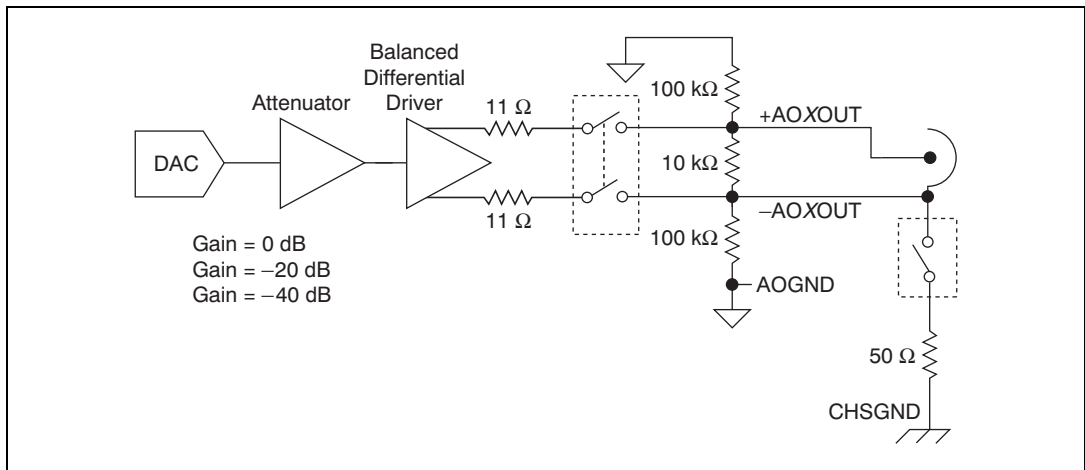 Balanced
Differential
Driver
Attenuator
11 Ω
100 kΩ
+AOXOUT
DAC
10 kΩ
11 Ω
–AOXOUT
100 kΩ
Gain = 0 dB
Gain = –20 dB
Gain = –40 dB
AOGND
50 Ω
CHSGND